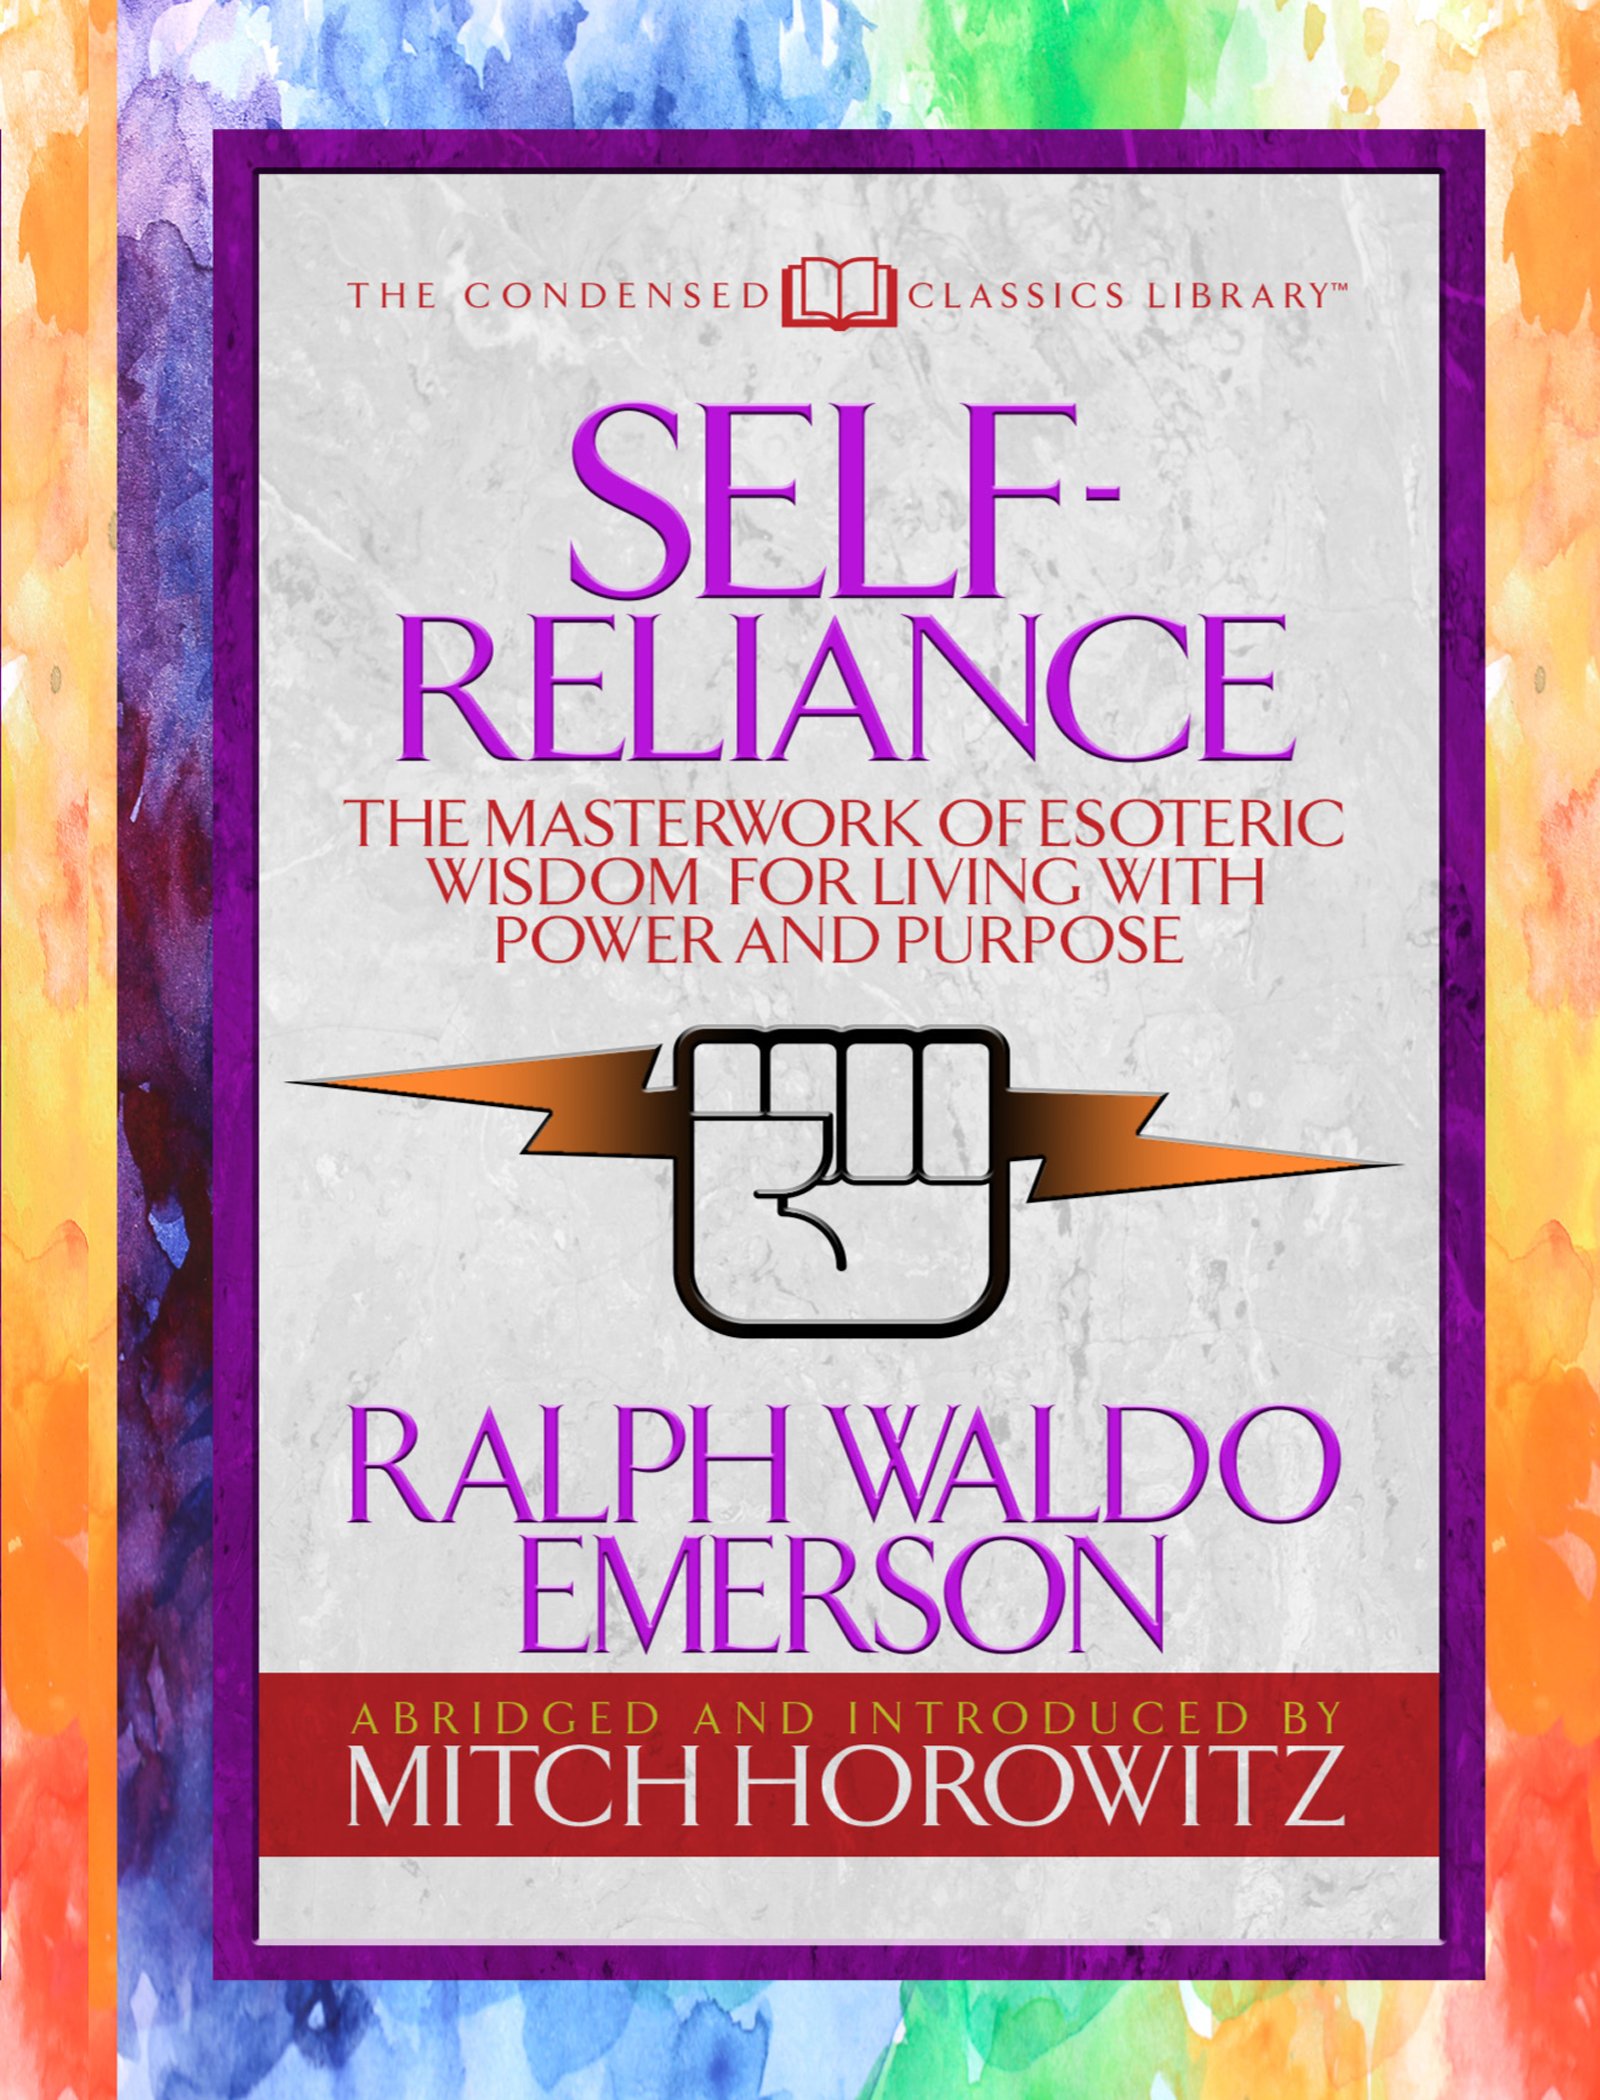 THE CONDENSED CLASSICS LIBRARY™
SELF-
RELIANCE
THE MASTERWORK OF ESOTERIC
WISDOM FOR LIVING WITH
POWER AND PURPOSE
RALPH WALDO
EMERSON
ABRIDGED AND INTRODUCED BY
MITCH HOROWITZ